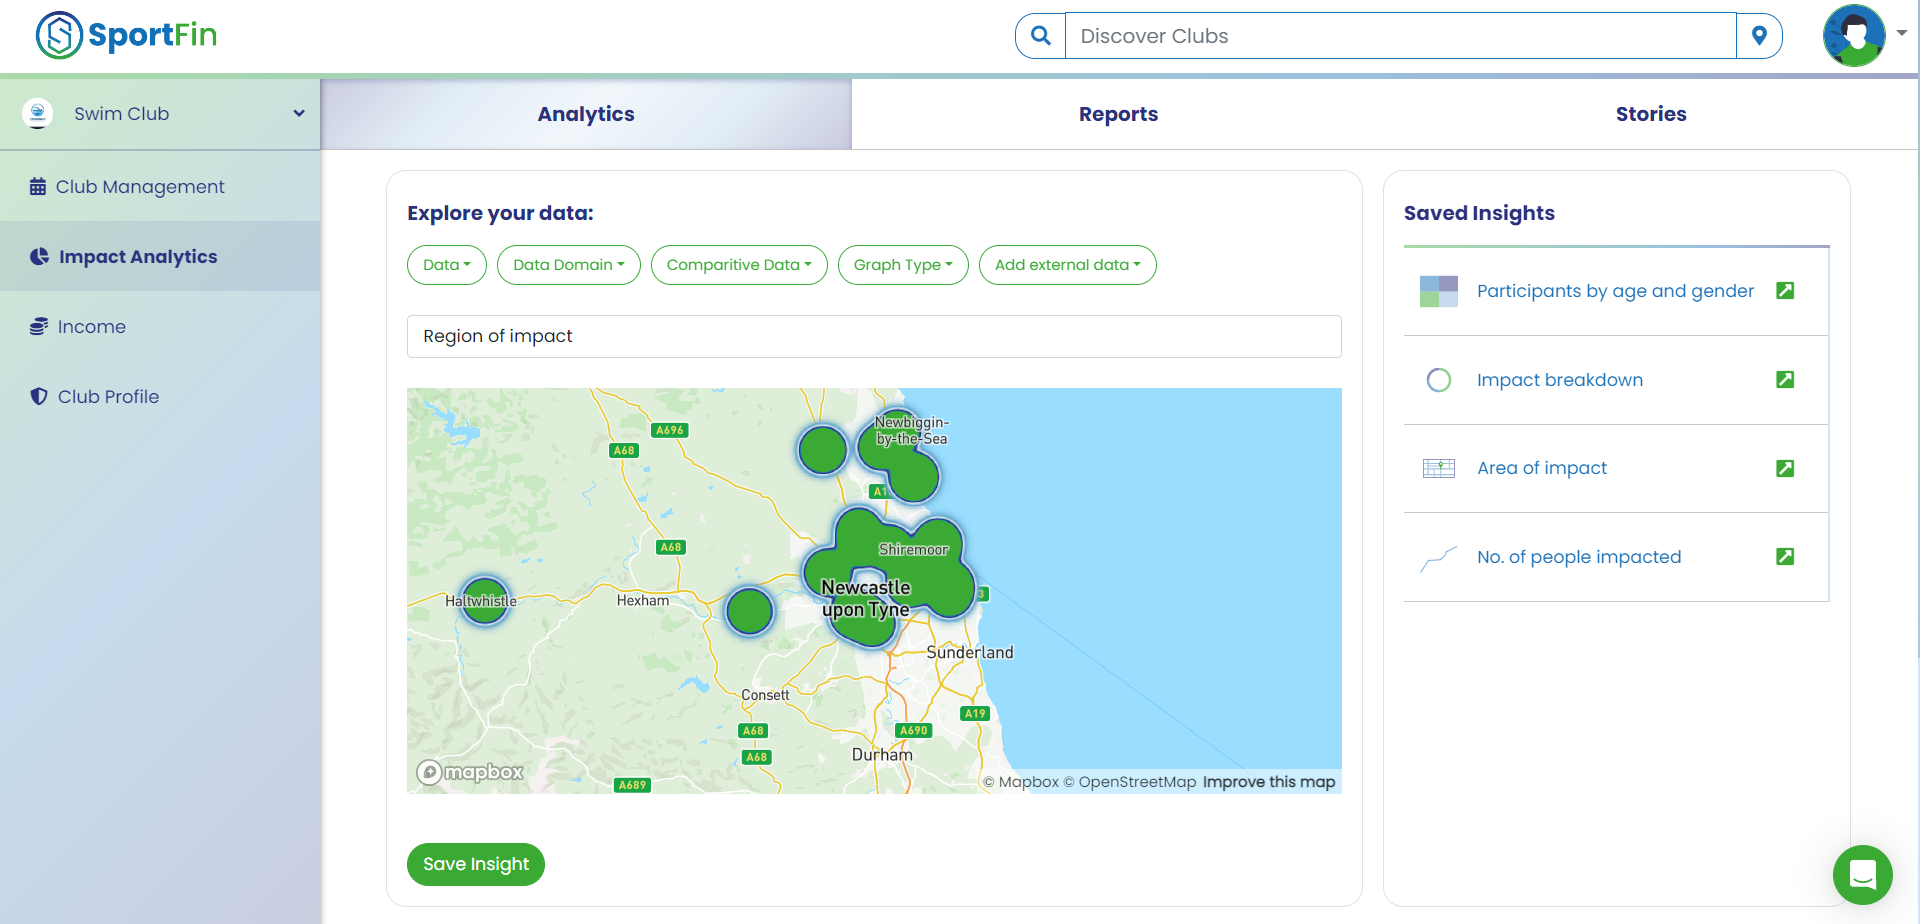 SportFin
Discover Clubs
Swim Club
Club Management
Impact Analytics
Income
Club Profile
Analytics
Reports
Stories
Explore your data:
Data
Data Domain
Comparitive Data
Graph Type
Add external data
Region of impact
A696
A68
Newbiggin-
by-the-Sea
A1
A68
Shiremoor
Newcastle
upon Tyne
Haltwhistle
Hexham
3
Sunderland
Consett
A19
A68
A690
A68
Durham
A689
mapbox
© Mapbox © OpenStreetMap Improve this map
Save Insight
Saved Insights
Participants by age and gender
Impact breakdown
Area of impact
No. of people impacted